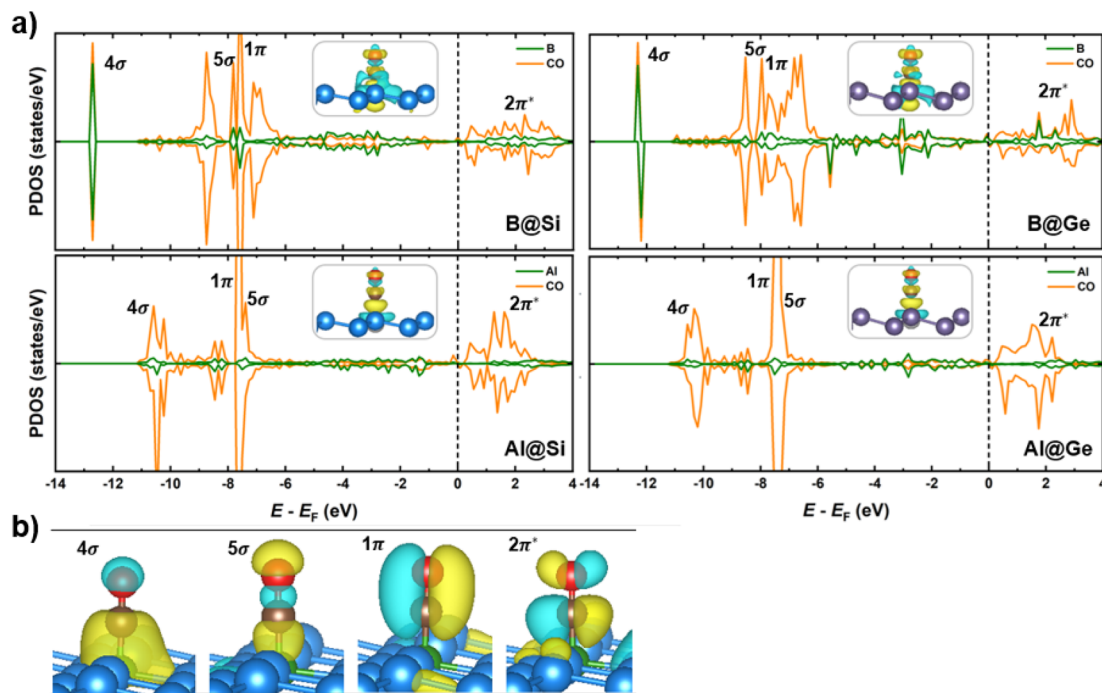 a)
PDOS (states/eV)
4σ
5σ
1π
2π*
B
CO
B@Si
4σ
5σ
1π
2π*
B
CO
B@Ge
PDOS (states/eV)
4σ
1π
5σ
2π*
Al
CO
Al@Si
4σ
1π
5σ
2π*
Al
CO
Al@Ge
-14 -12 -10 -8 -6 -4 -2 0 2 4
-14 -12 -10 -8 -6 -4 -2 0 2 4
E - EF (eV)
E - EF (eV)
b)
4σ
5σ
1π
2π*